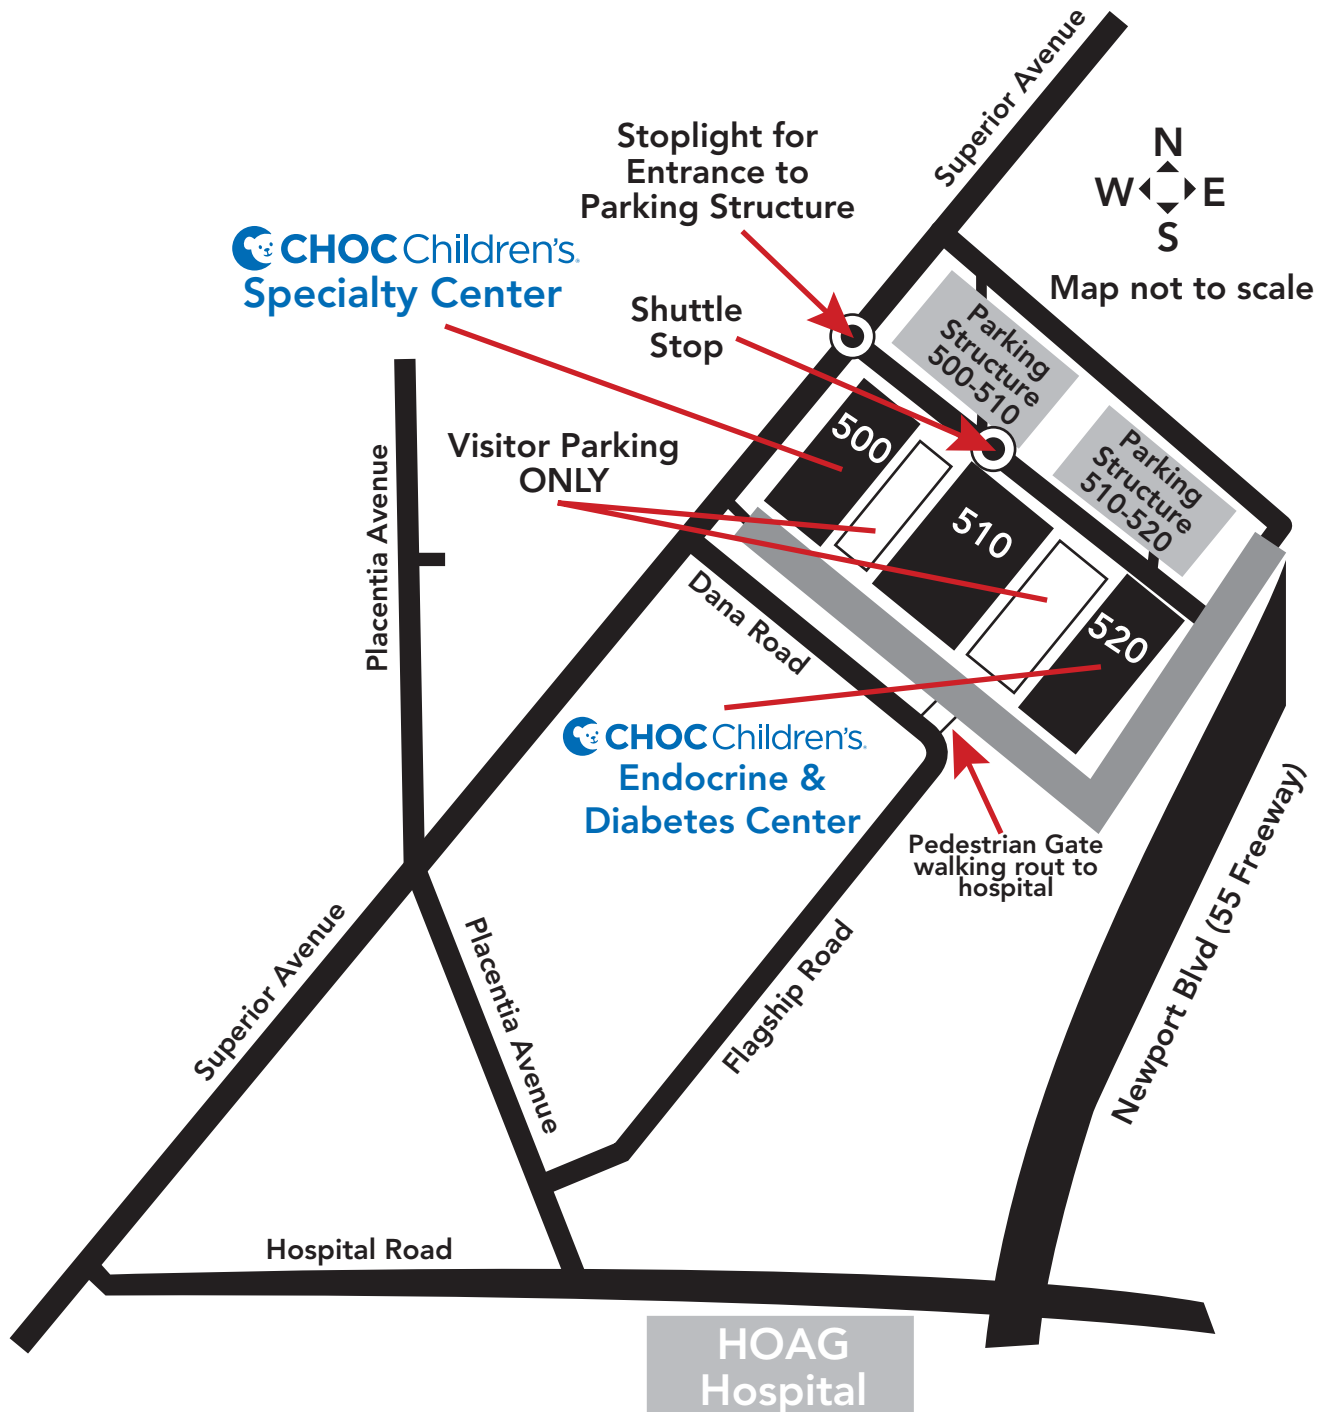 Superior Avenue
Stoplight for
Entrance to
Parking Structure
N
W E
S
Map not to scale
CHOC Children's®
Specialty Center
Shuttle
Stop
Parking
Structure
500-510
Parking
Structure
510-520
Visitor Parking
ONLY
500
510
520
Placentia Avenue
Dana Road
CHOC Children's®
Endocrine &
Diabetes Center
Pedestrian Gate
walking rout to
hospital
Newport Blvd (55 Freeway)
Superior Avenue
Placentia Avenue
Flagship Road
Hospital Road
HOAG
Hospital